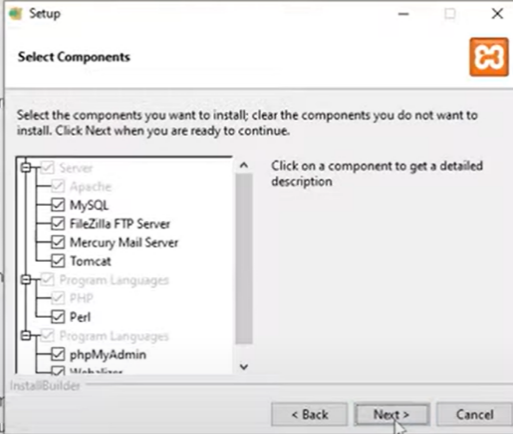 Setup
Select Components
Select the components you want to install; clear the components you do not want to
install. Click Next when you are ready to continue.
Server
Apache
MySQL
FileZilla FTP Server
Mercury Mail Server
Tomcat
Program Languages
PHP
Perl
Program Languages
phpMyAdmin
Webalizer
Click on a component to get a detailed
description
InstallBuilder
< Back
Next >
Cancel